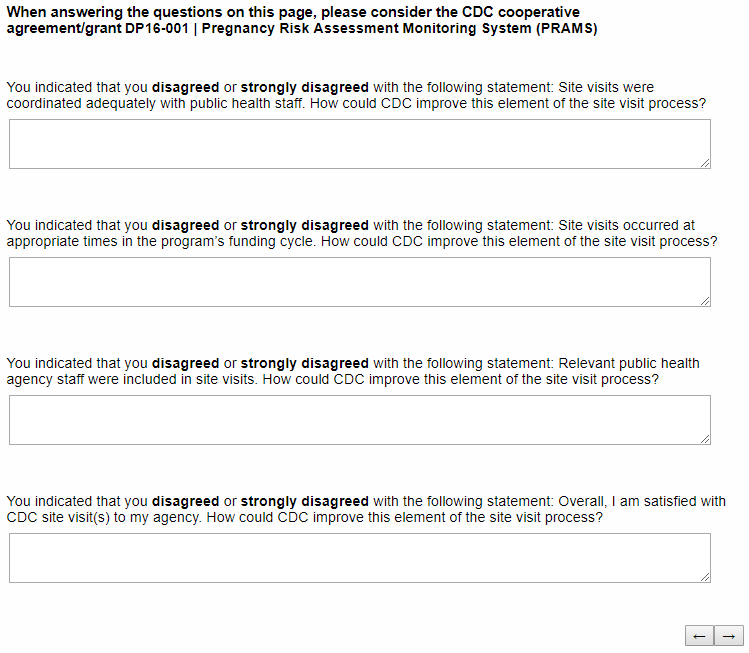 When answering the questions on this page, please consider the CDC cooperative
agreement/grant DP16-001 | Pregnancy Risk Assessment Monitoring System (PRAMS)
You indicated that you disagreed or strongly disagreed with the following statement: Site visits were
coordinated adequately with public health staff. How could CDC improve this element of the site visit process?
You indicated that you disagreed or strongly disagreed with the following statement: Site visits occurred at
appropriate times in the program's funding cycle. How could CDC improve this element of the site visit process?
You indicated that you disagreed or strongly disagreed with the following statement: Relevant public health
agency staff were included in site visits. How could CDC improve this element of the site visit process?
You indicated that you disagreed or strongly disagreed with the following statement: Overall, I am satisfied with
CDC site visit(s) to my agency. How could CDC improve this element of the site visit process?
← →